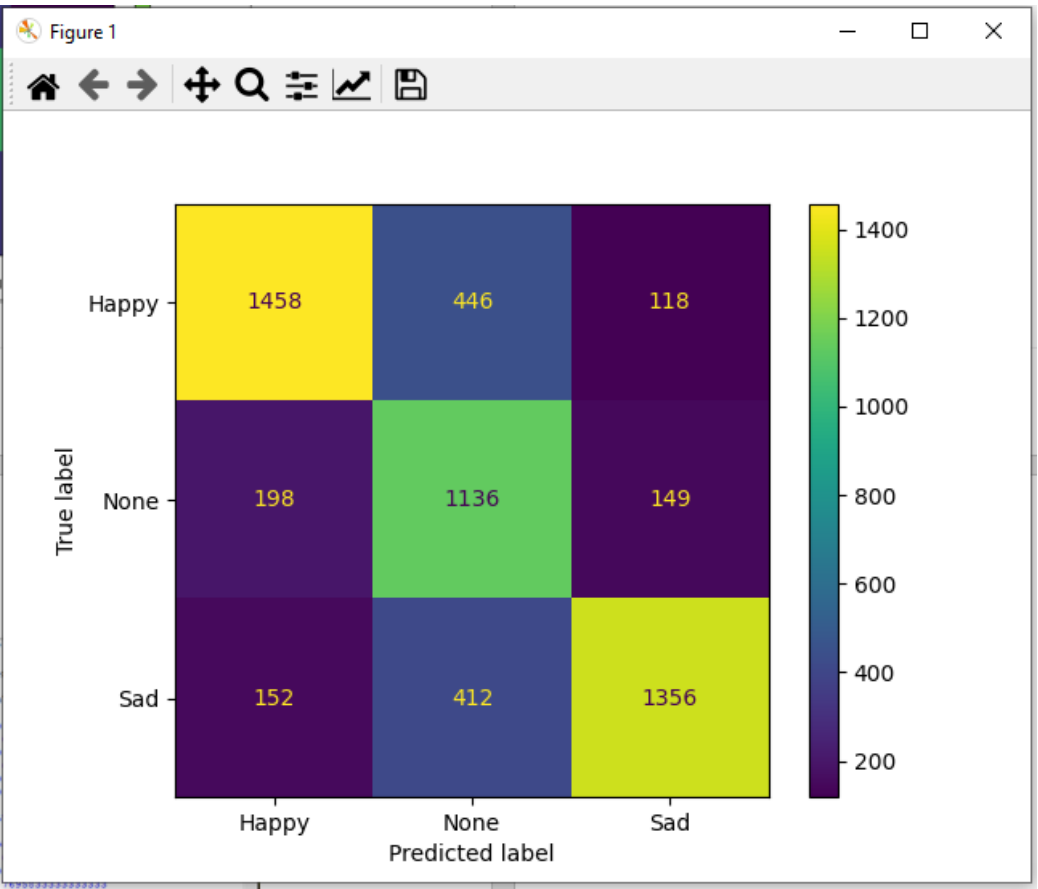 Figure 1
1400
Happy 1458 446 118
1200
1000
True label
None 198 1136 149
800
600
400
Sad 152 412 1356
200
Happy None Sad
Predicted label